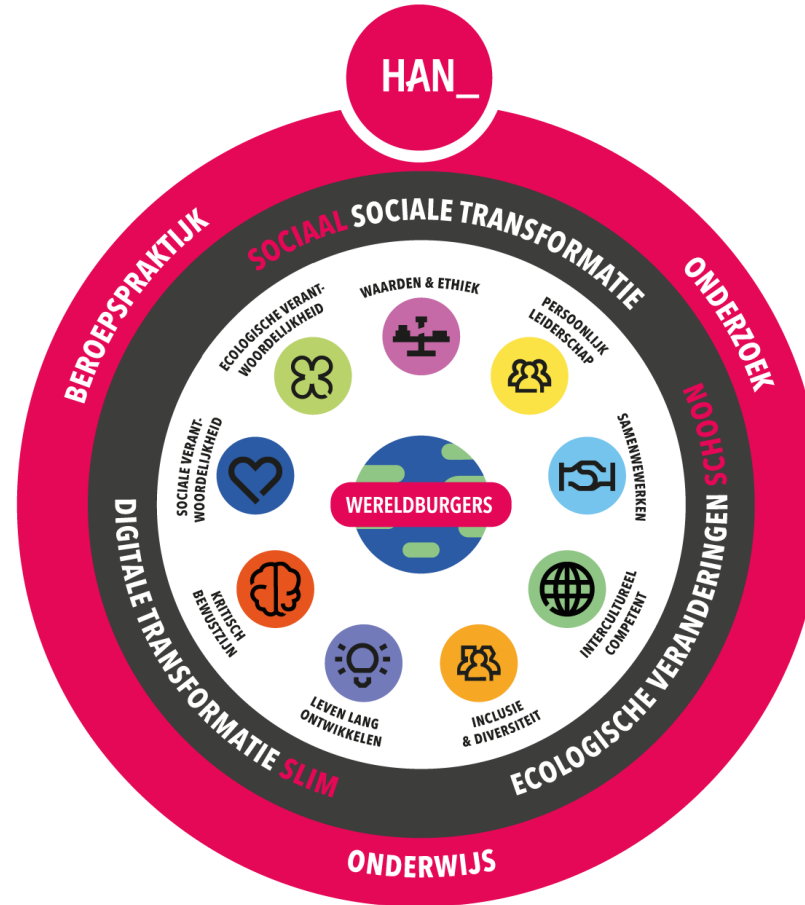 HAN_
BEROEPSPRAKTIJK
ONDERZOEK
ONDERWIJS
SOCIAAL SOCIALE TRANSFORMATIE
ECOLOGISCHE VERANDERINGEN SCHOON
DIGITALE TRANSFORMATIE SLIM
WAARDEN & ETHIEK
PERSOONLIJK
LEIDERSCHAP
SAMENWEWERKEN
INTERCULTUREEL
COMPETENT
INCLUSIE
& DIVERSITEIT
LEVEN LANG
ONTWIKKELEN
KRITISCH
BEWUSTZIJN
SOCIALE VERANT-
WOORDELIJKHEID
ECOLOGISCHE VERANT-
WOORDELIJKHEID
WERELDBURGERS